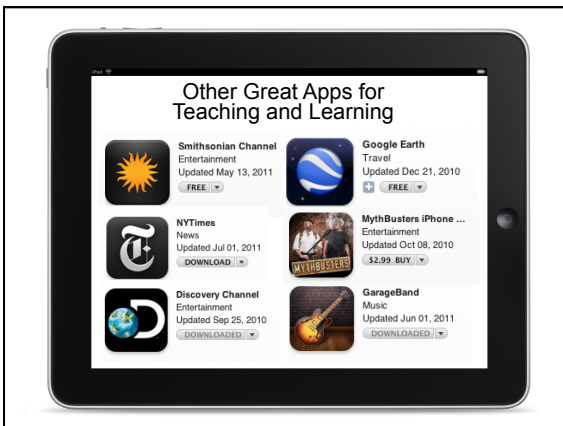 iPad
Other Great Apps for
Teaching and Learning
Smithsonian Channel
Entertainment
Updated May 13, 2011
FREE
Google Earth
Travel
Updated Dec 21, 2010
FREE
NYTimes
News
Updated Jul 01, 2011
DOWNLOAD
MYTHBUSTERS
MythBusters iPhone ...
Entertainment
Updated Oct 08, 2010
$2.99 BUY
D
Discovery Channel
Entertainment
Updated Sep 25, 2010
DOWNLOADED
GarageBand
Music
Updated Jun 01, 2011
DOWNLOADED